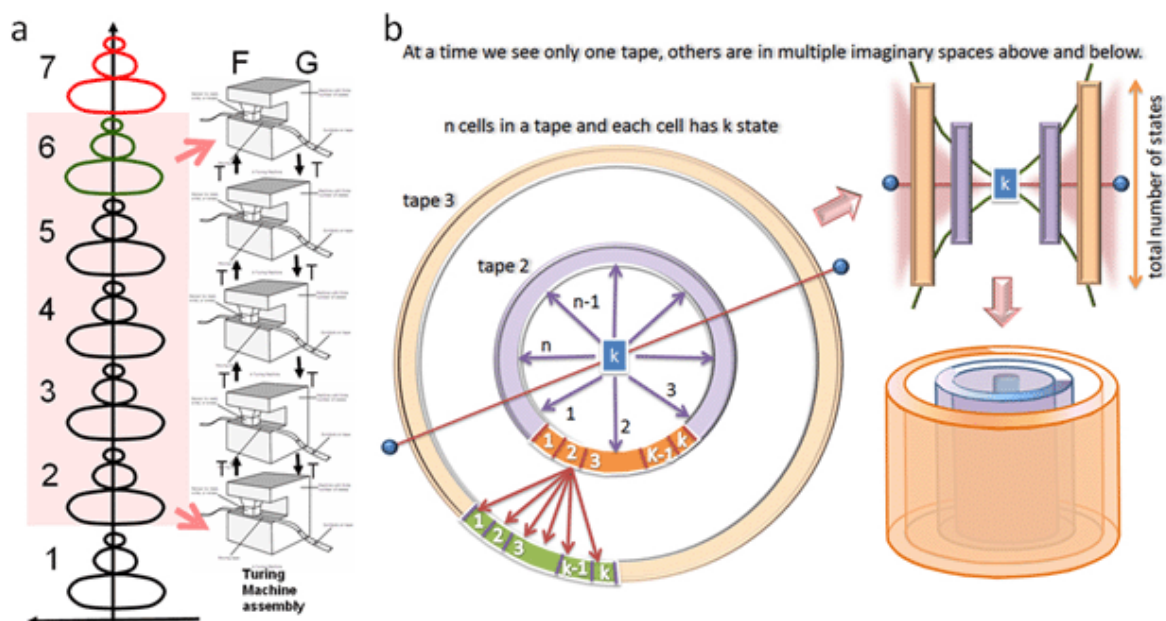 a
7
6
5
4
3
2
1
F G
T T
T T
T T
T T
Turing
Machine
assembly
b
At a time we see only one tape, others are in multiple imaginary spaces above and below.
n cells in a tape and each cell has k state
tape 3
tape 2
n-1
n
k
1
2
3
1
2
3
k-1
k
1
2
3
k-1
k
k
total number of states